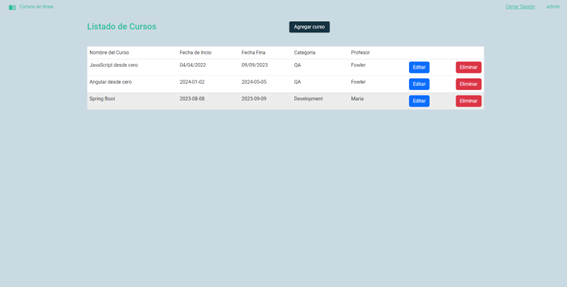 Cursos en línea Cerrar Sesión admin
Listado de Cursos Agregar curso
Nombre del Curso Fecha de Incio Fecha Fina Categoria Profesor
JavaScript desde cero 04/04/2022 09/09/2023 QA Fowler Editar Eliminar
Angular desde cero 2024-01-02 2024-05-05 QA Fowler Editar Eliminar
Spring Boot 2023-08-08 2023-09-09 Development Maria Editar Eliminar